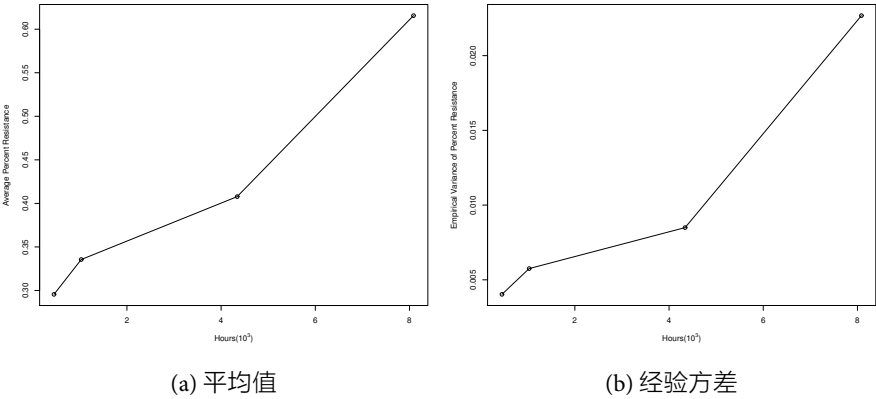 Average Percent Resistance
0.60
0.55
0.50
0.45
0.40
0.35
0.30
2 4 6 8
Hours(10³)
(a) 平均值
Empirical Variance of Percent Resistance
0.020
0.015
0.010
0.005
2 4 6 8
Hours(10³)
(b) 经验方差